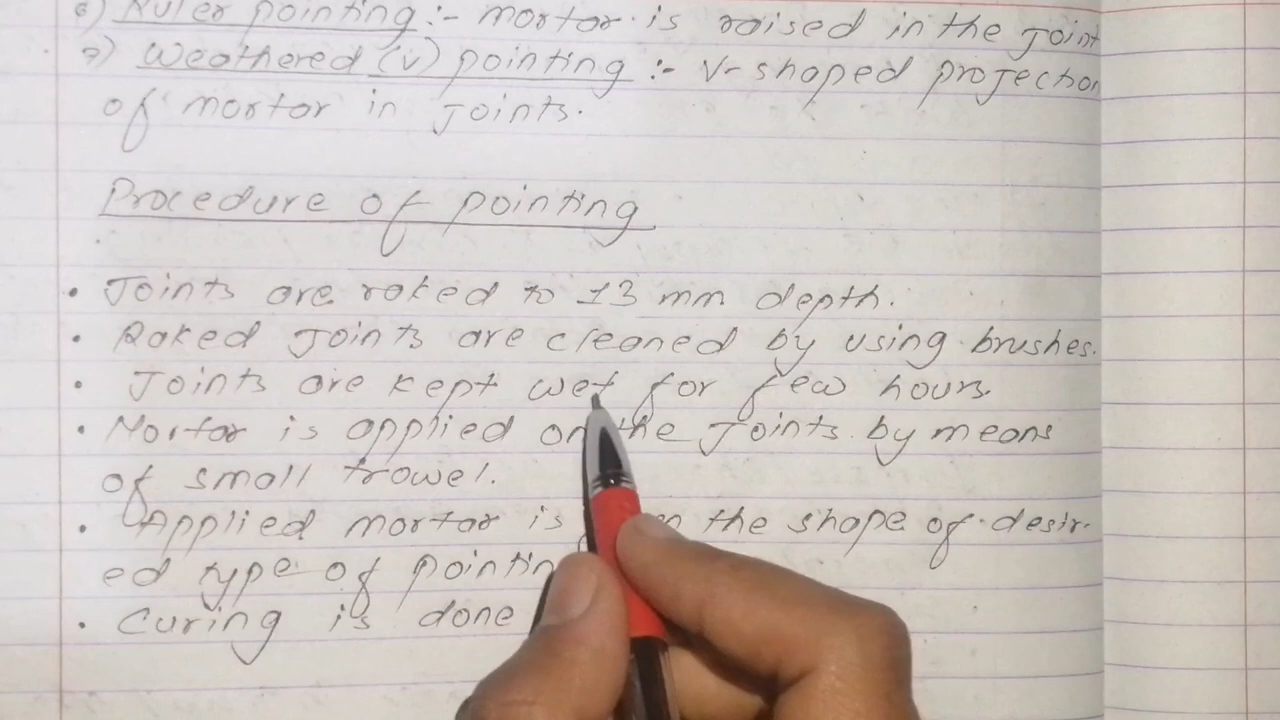 6) Ruler pointing :- mortar is raised in the joint
7) Weathered (v) pointing :- V-shaped projection
of mortar in joints.
Procedure of pointing
• Joints are raked to 13 mm depth.
• Raked joints are cleaned by using brushes.
• Joints are kept wet for few hours.
• Mortar is applied on the joints by means
of small trowel.
• Applied mortar is the shape of desir-
ed type of
• Curing is done